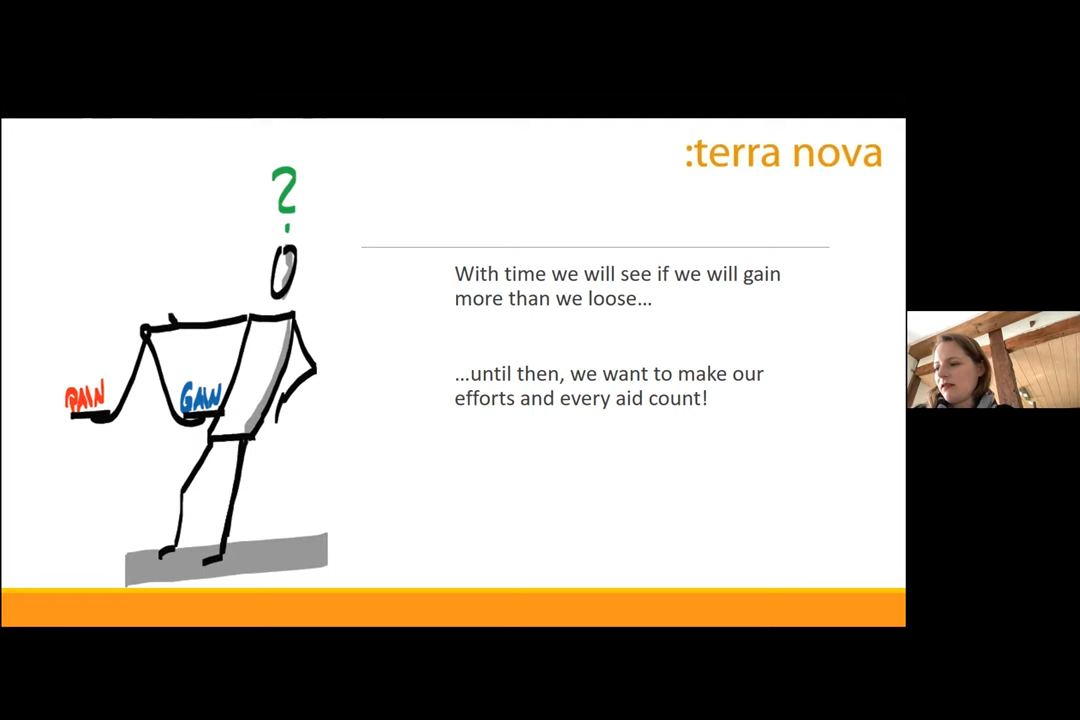 :terra nova
?
With time we will see if we will gain
more than we loose…
…until then, we want to make our
efforts and every aid count!
PAIN
GAIN